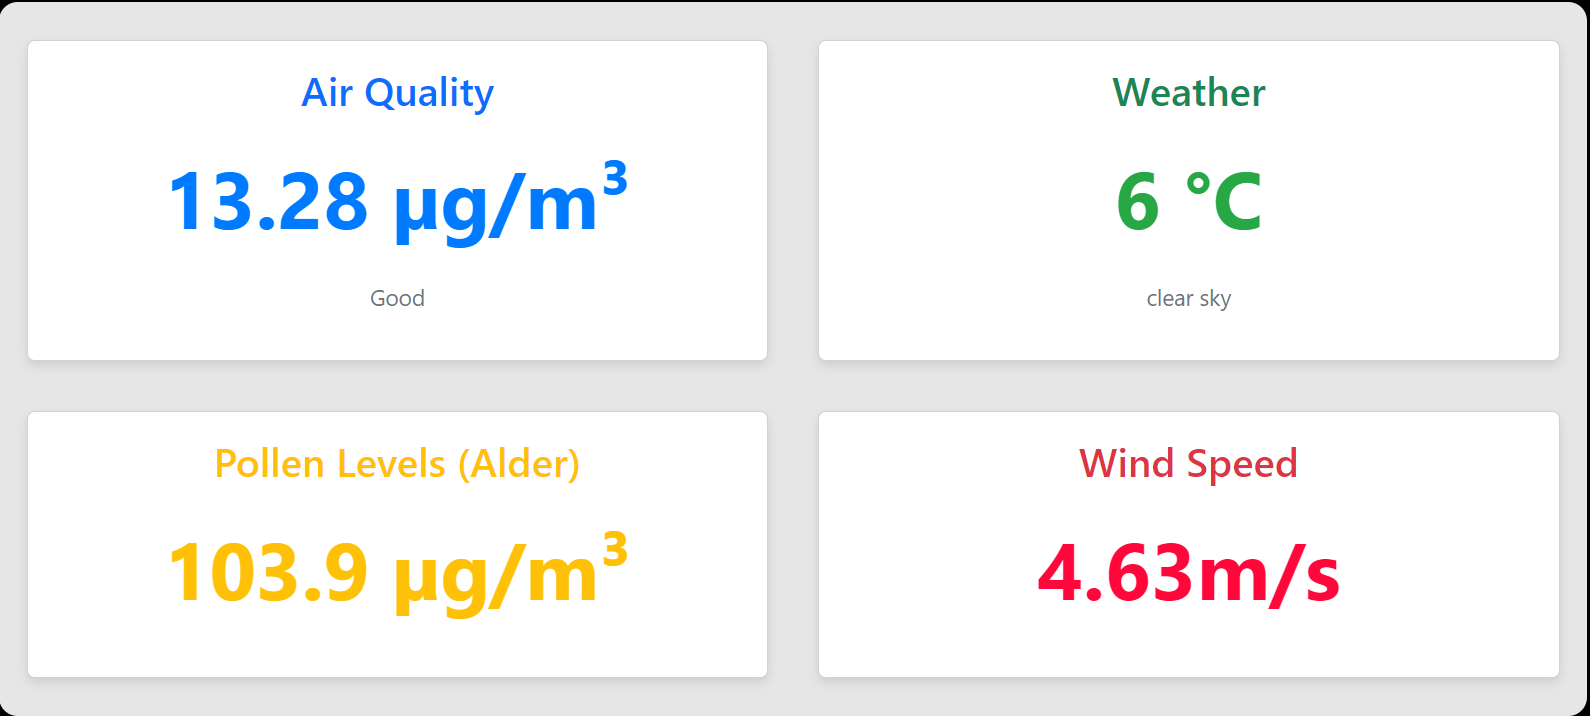 Air Quality
13.28 µg/m³
Good
Weather
6 °C
clear sky
Pollen Levels (Alder)
103.9 µg/m³
Wind Speed
4.63m/s